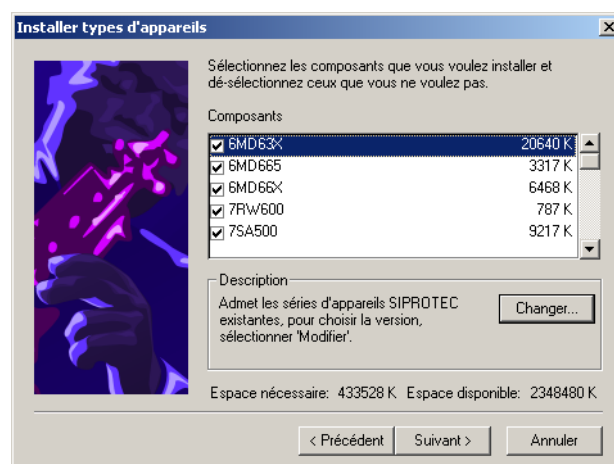 Installer types d'appareils
Sélectionnez les composants que vous voulez installer et
dé-sélectionnez ceux que vous ne voulez pas.
Composants
6MD63X 20640 K
6MD665 3317 K
6MD66X 6468 K
7RW600 787 K
7SA500 9217 K
Description
Admet les séries d'appareils SIPROTEC
existantes, pour choisir la version,
sélectionner 'Modifier'.
Changer...
Espace nécessaire: 433528 K Espace disponible: 2348480 K
< Précédent Suivant > Annuler